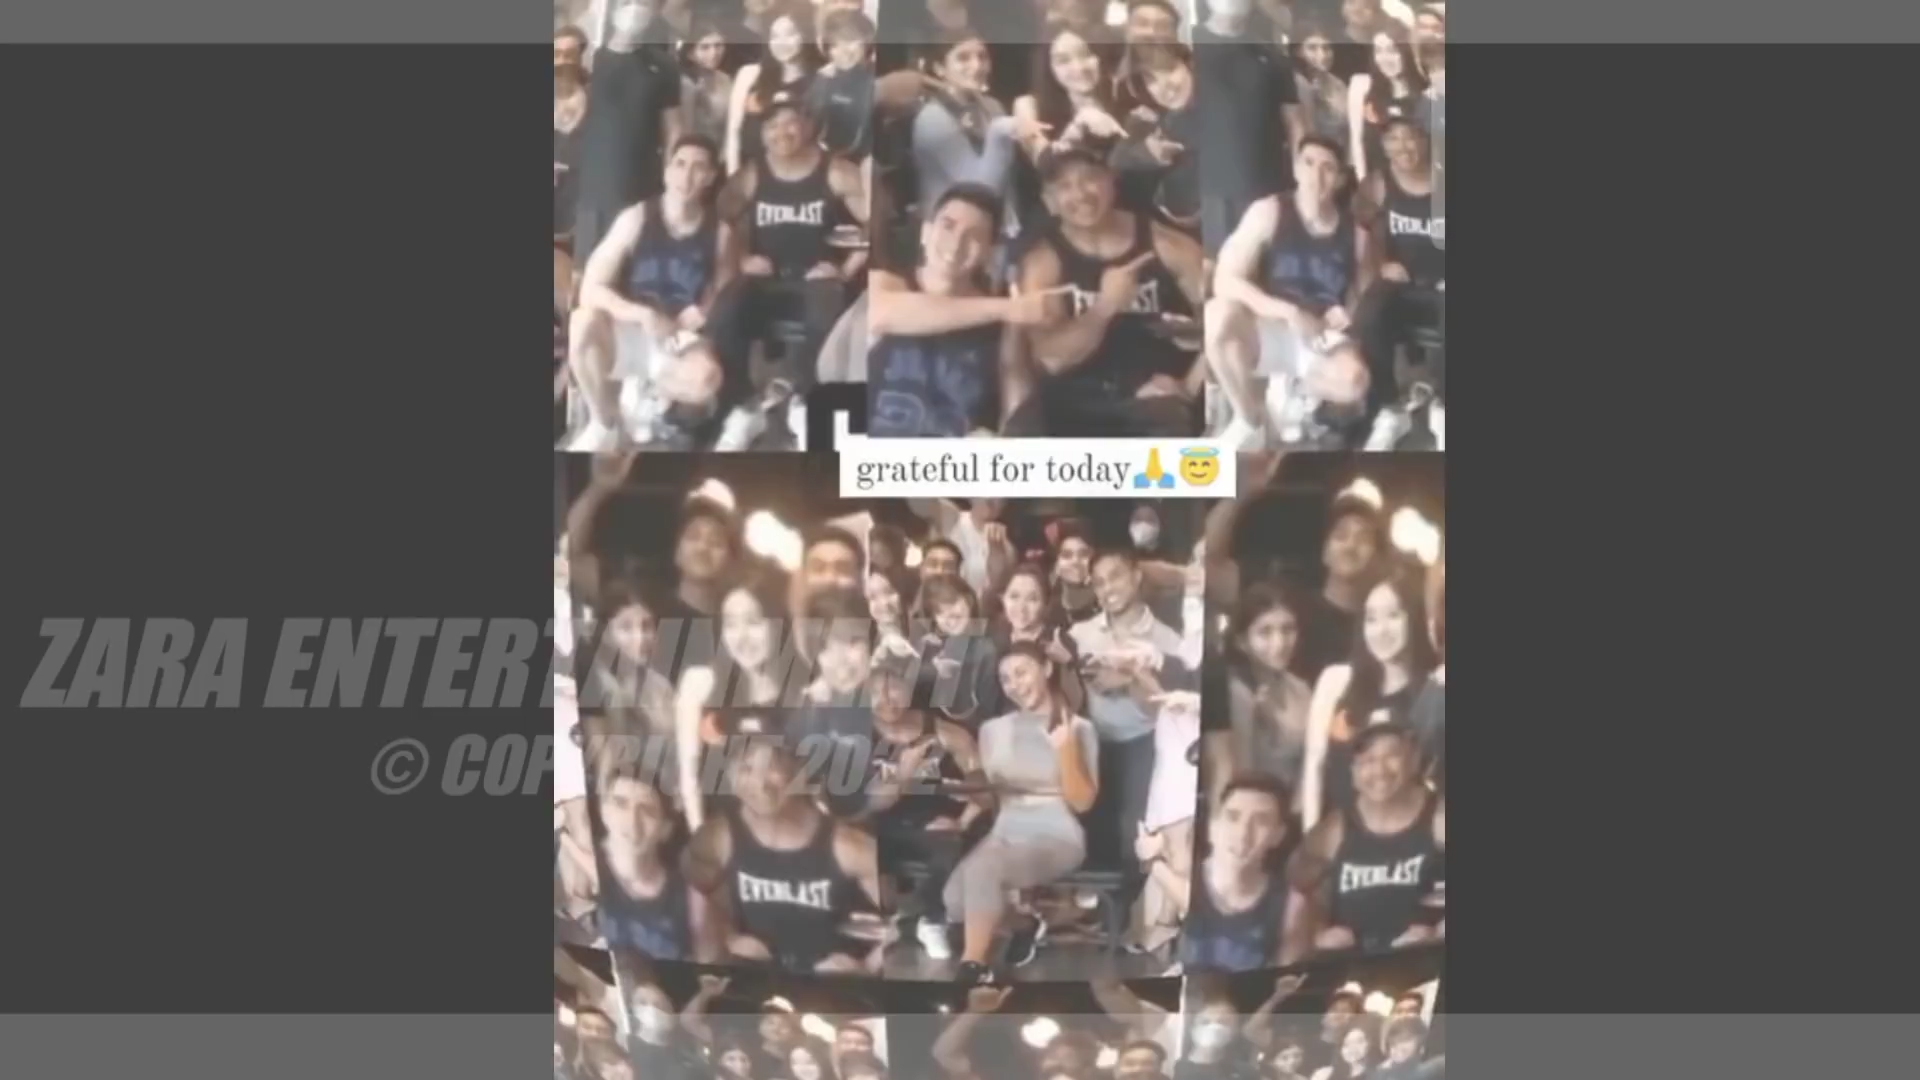 EVERLAST
EVERLAST
grateful for today🙏😇
ZARA ENTERTAINMENT
© COPYRIGHT 2022
EVERLAST
EVERLAST